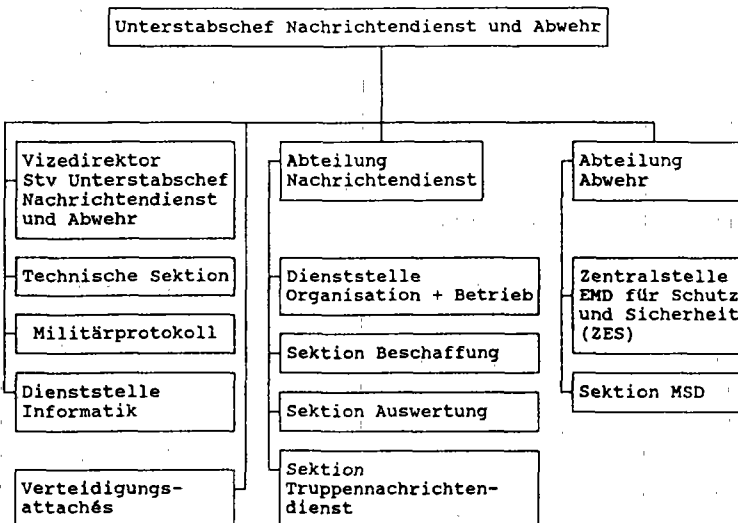 Unterstabschef Nachrichtendienst und Abwehr
Vizedirektor
Stv Unterstabschef
Nachrichtendienst
und Abwehr
Technische Sektion
Militärprotokoll
Dienststelle
Informatik
Verteidigungs-
attachés
Abteilung
Nachrichtendienst
Dienststelle
Organisation + Betrieb
Sektion Beschaffung
Sektion Auswertung
Sektion
Truppennachrichten-
dienst
Abteilung
Abwehr
Zentralstelle
EMD für Schutz
und Sicherheit
(ZES)
Sektion MSD